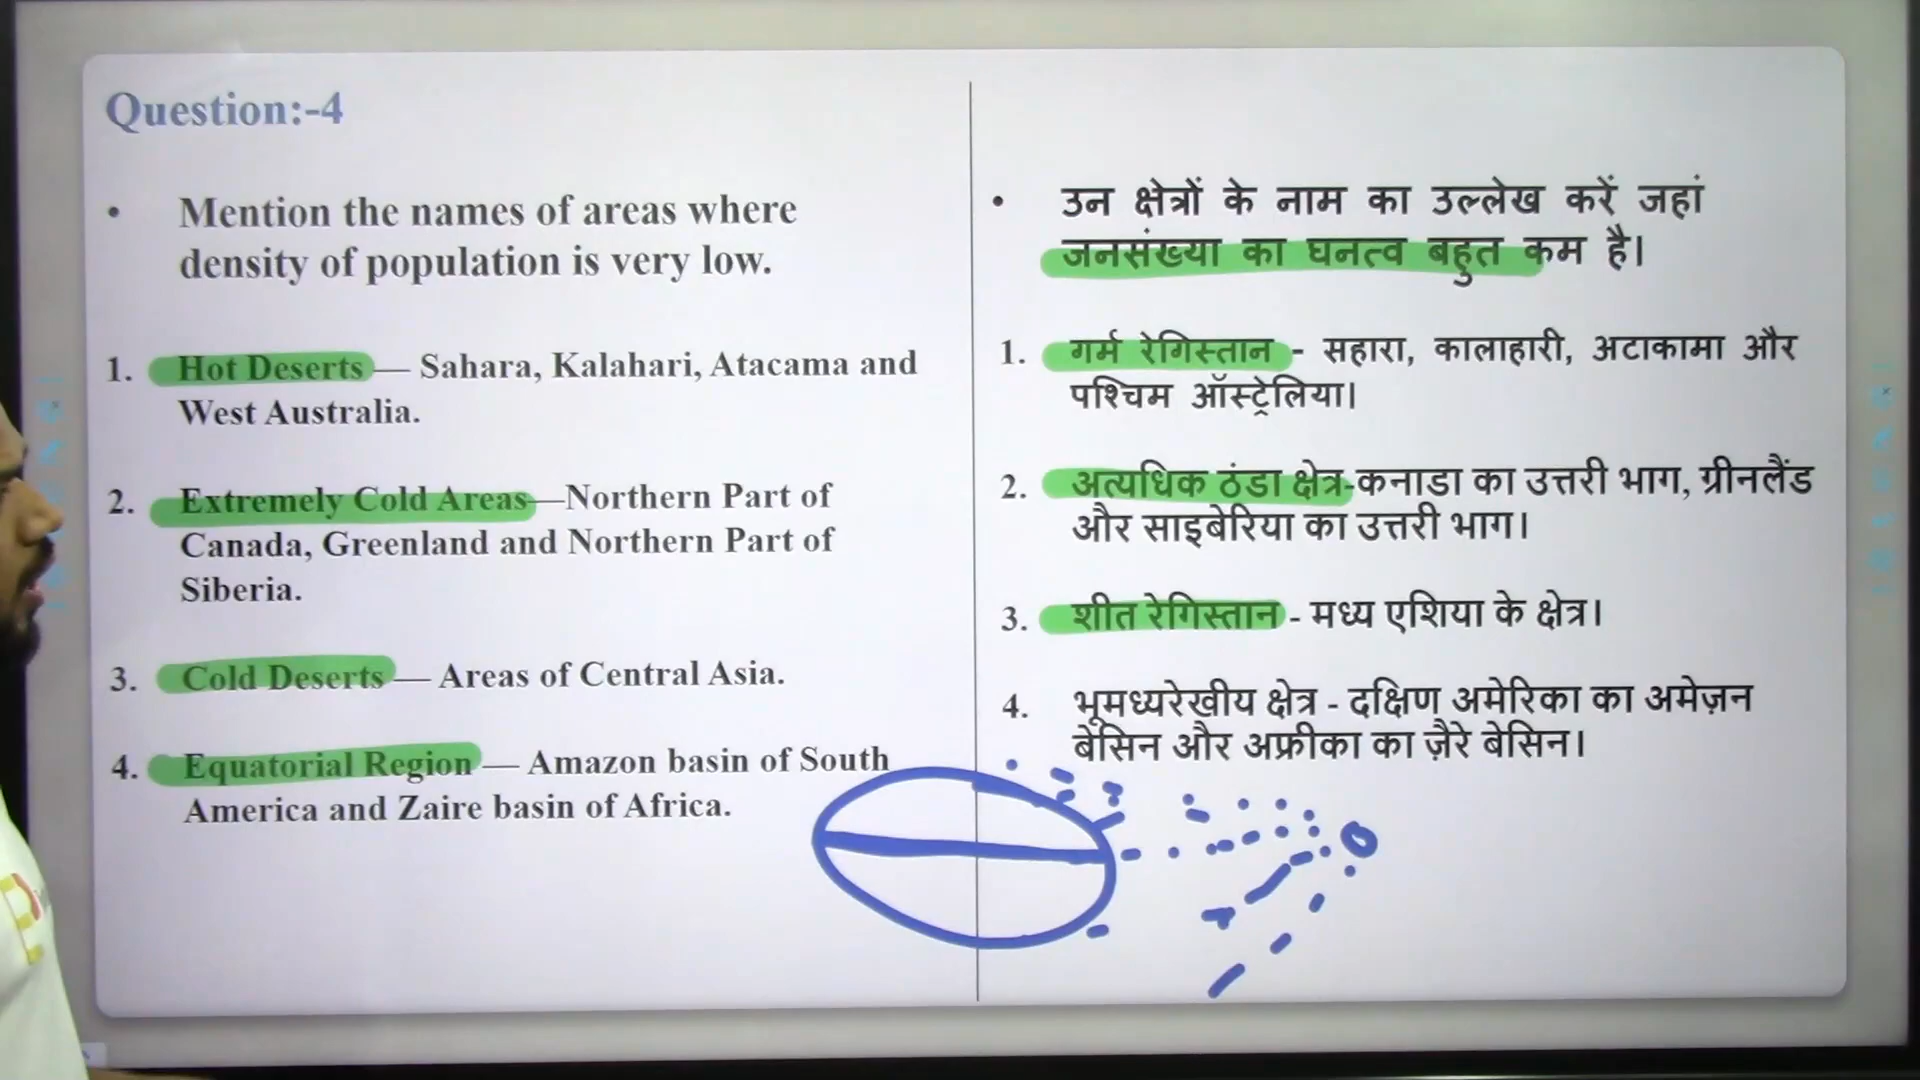 Question:-4
• Mention the names of areas where
density of population is very low.
1. Hot Deserts — Sahara, Kalahari, Atacama and
West Australia.
2. Extremely Cold Areas—Northern Part of
Canada, Greenland and Northern Part of
Siberia.
3. Cold Deserts — Areas of Central Asia.
4. Equatorial Region — Amazon basin of South
America and Zaire basin of Africa.
• उन क्षेत्रों के नाम का उल्लेख करें जहां
जनसंख्या का घनत्व बहुत कम है।
1. गर्म रेगिस्तान - सहारा, कालाहारी, अटाकामा और
पश्चिम ऑस्ट्रेलिया।
2. अत्यधिक ठंडा क्षेत्र-कनाडा का उत्तरी भाग, ग्रीनलैंड
और साइबेरिया का उत्तरी भाग।
3. शीत रेगिस्तान - मध्य एशिया के क्षेत्र।
4. भूमध्यरेखीय क्षेत्र - दक्षिण अमेरिका का अमेज़न
बेसिन और अफ्रीका का ज़ैरे बेसिन।